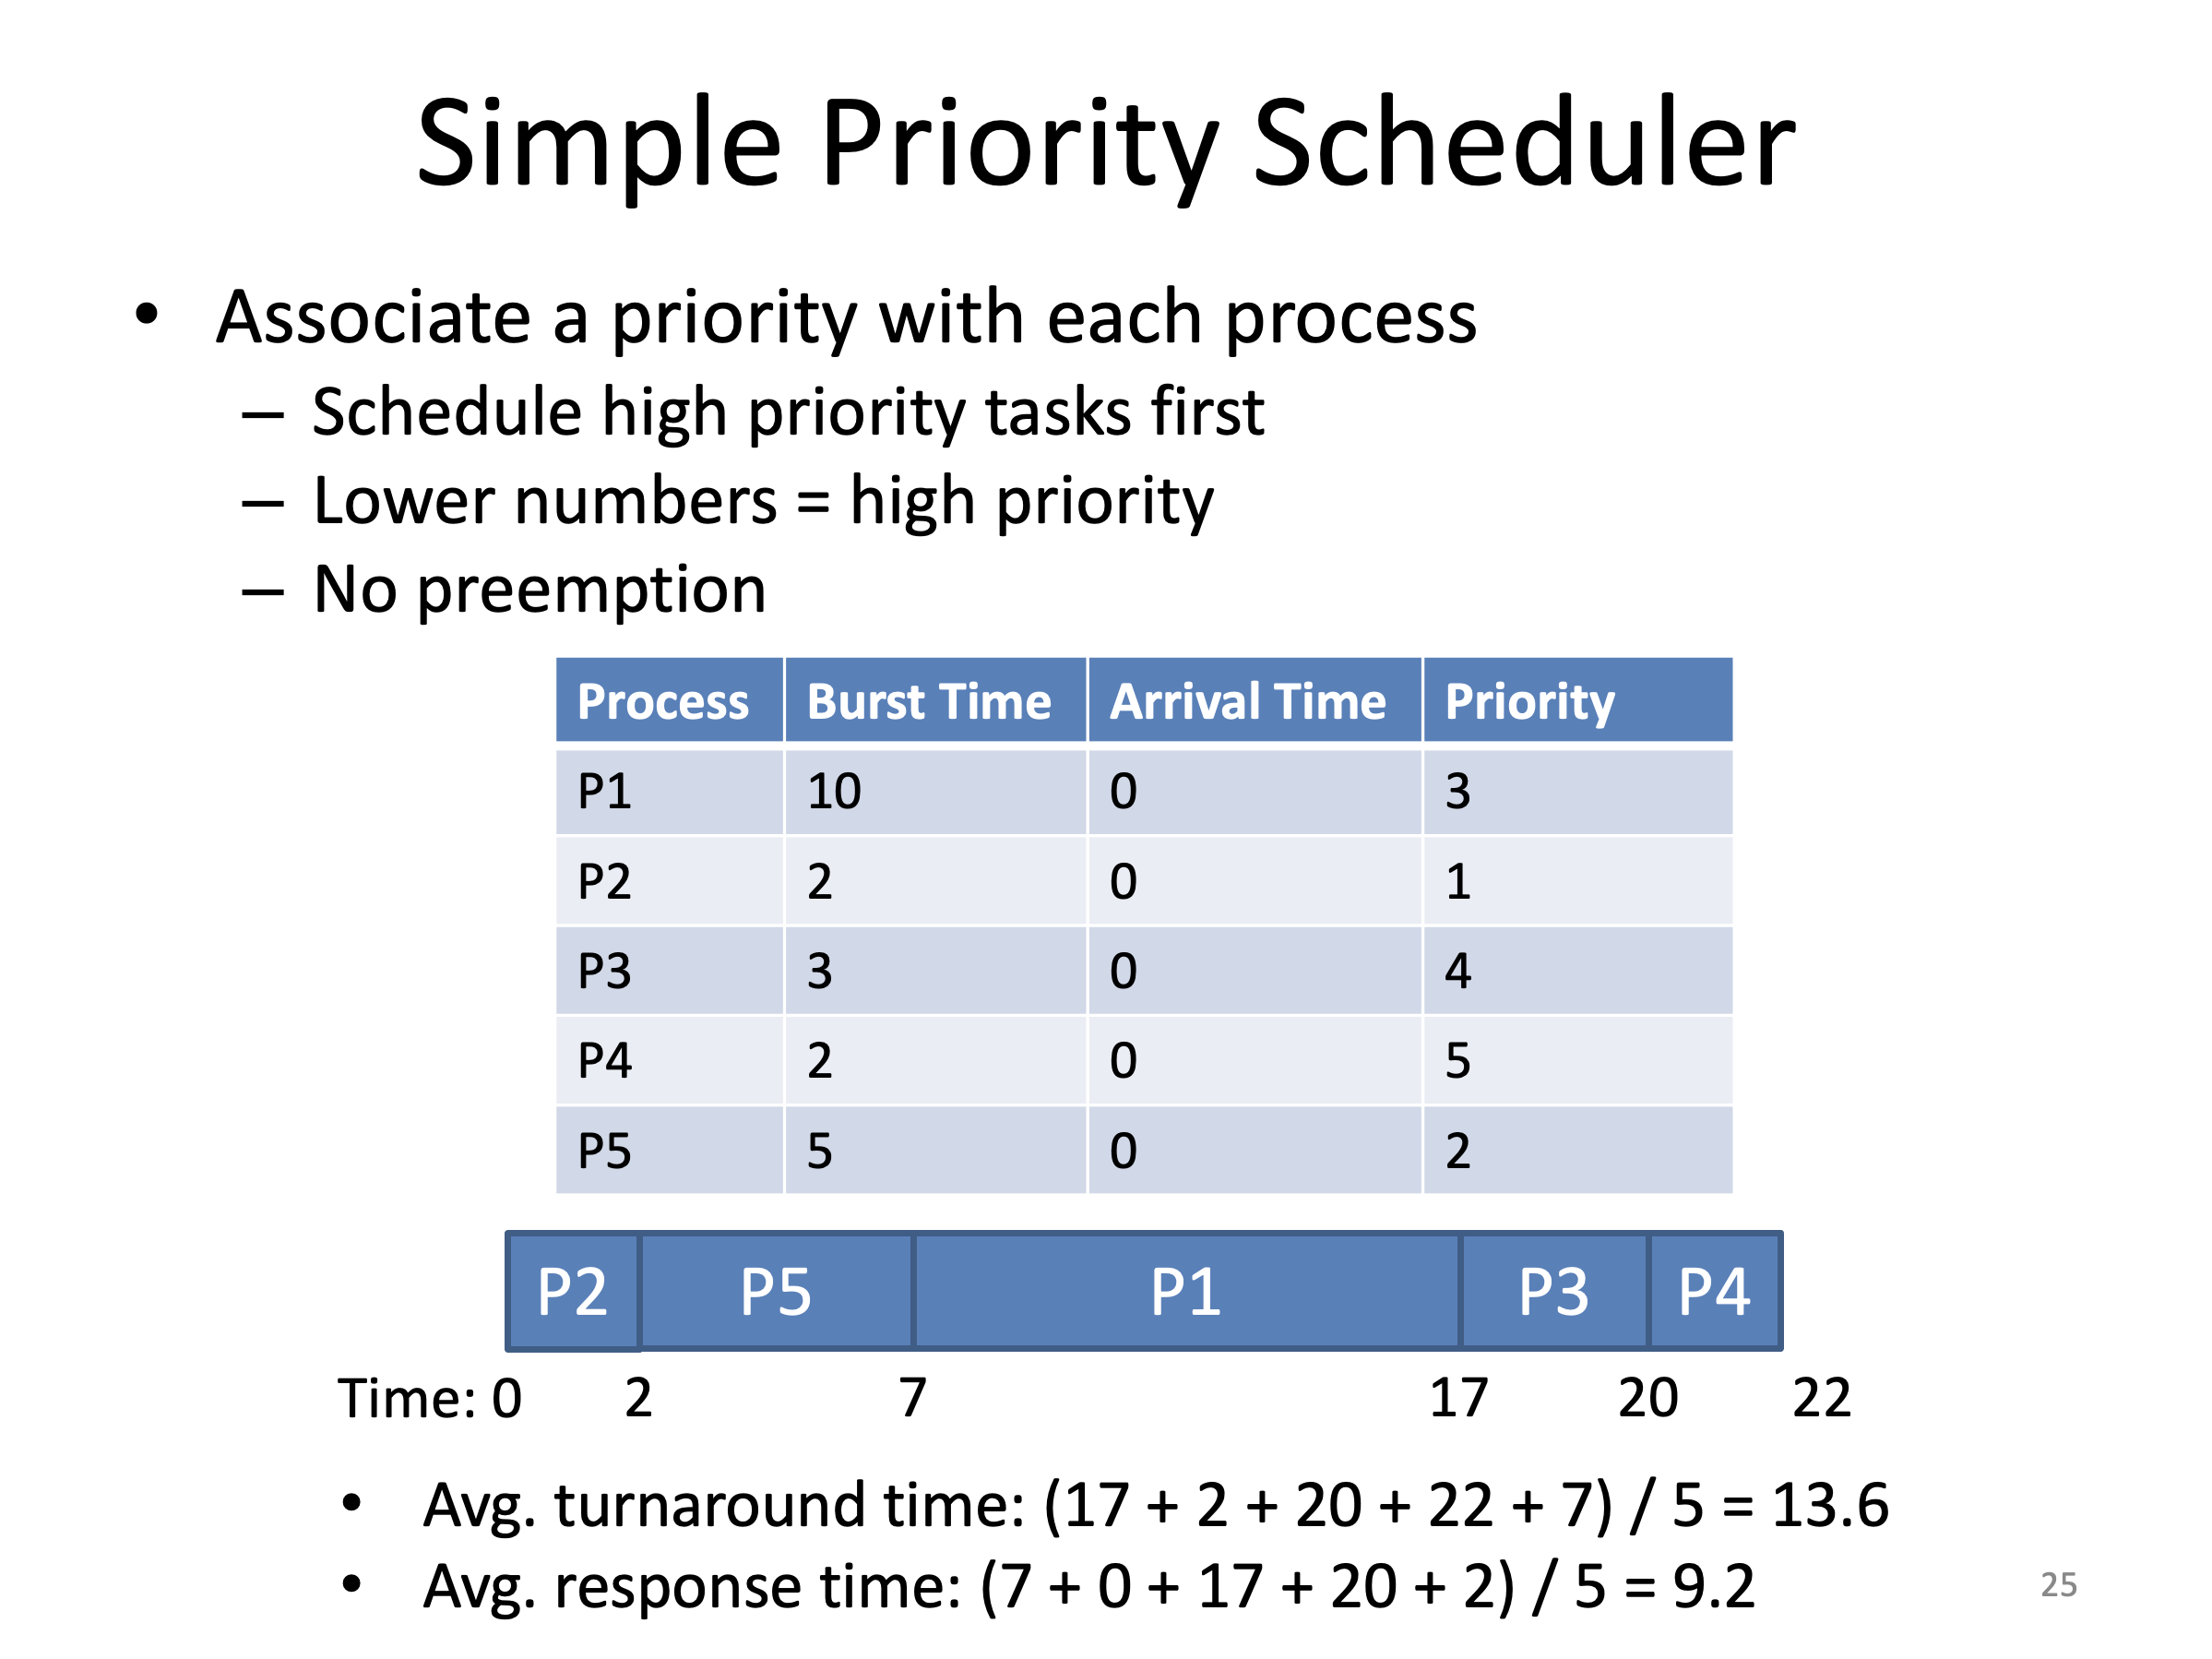 Simple Priority Scheduler
• Associate a priority with each process
– Schedule high priority tasks first
– Lower numbers = high priority
– No preemption
Process Burst Time Arrival Time Priority
P1 10 0 3
P2 2 0 1
P3 3 0 4
P4 2 0 5
P5 5 0 2
P2 P5 P1 P3 P4
Time: 0 2 7 17 20 22
• Avg. turnaround time: (17 + 2 + 20 + 22 + 7) / 5 = 13.6
• Avg. response time: (7 + 0 + 17 + 20 + 2) / 5 = 9.2
25